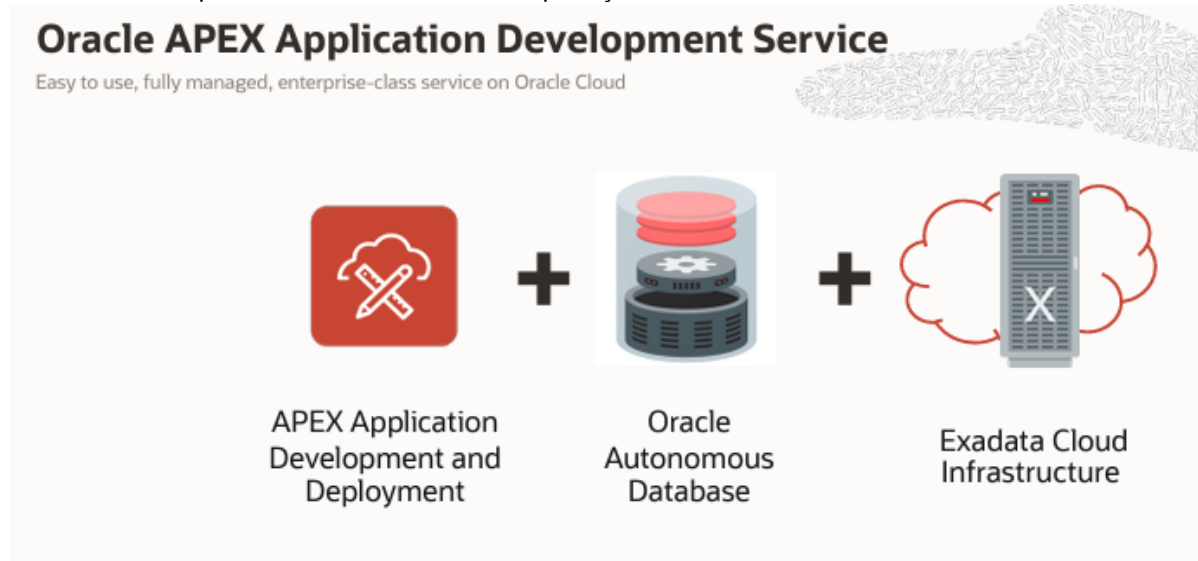 Oracle APEX Application Development Service
Easy to use, fully managed, enterprise-class service on Oracle Cloud
X
APEX Application
Development and
Deployment
Oracle
Autonomous
Database
Exadata Cloud
Infrastructure